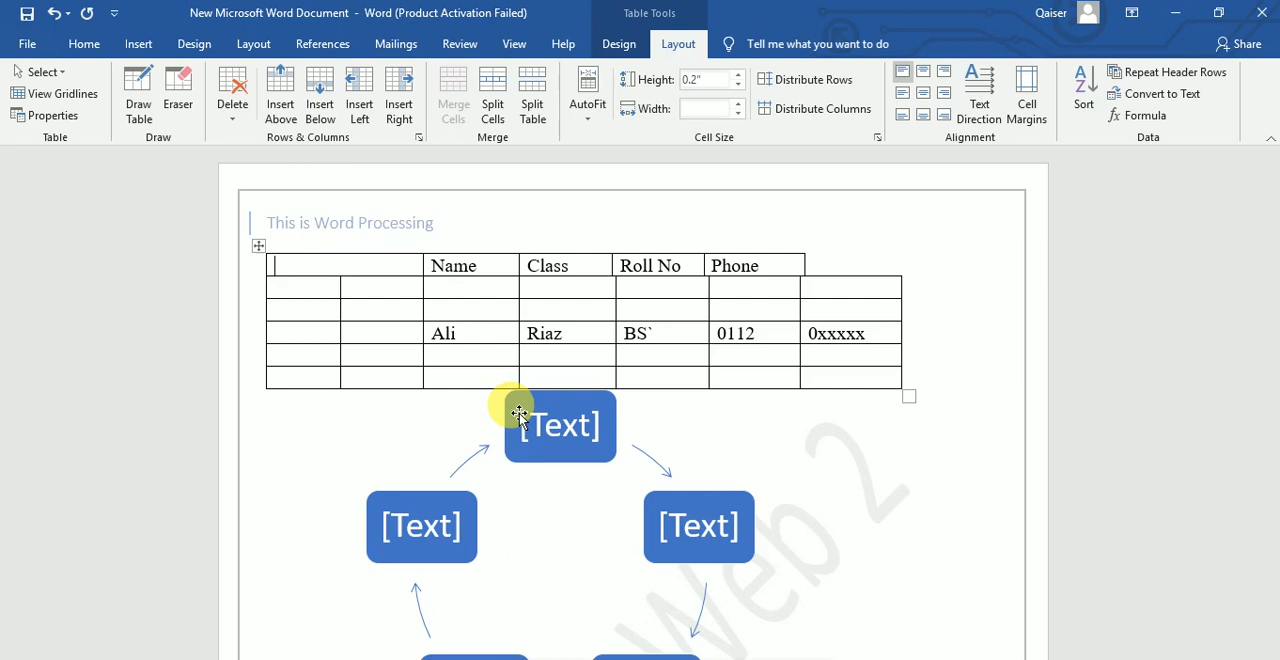 New Microsoft Word Document - Word (Product Activation Failed)
Table Tools
Qaiser
File Home Insert Design Layout References Mailings Review View Help Design Layout Tell me what you want to do Share
Select
View Gridlines
Properties
Table
Draw Table
Eraser
Draw
Delete
Insert Above
Insert Below
Insert Left
Insert Right
Rows & Columns
Merge Cells
Split Cells
Split Table
Merge
AutoFit
Height: 0.2"
Width:
Distribute Rows
Distribute Columns
Cell Size
Text Direction
Cell Margins
Alignment
Sort
Repeat Header Rows
Convert to Text
Formula
Data
This is Word Processing
Name Class Roll No Phone
Ali Riaz BS` 0112 0xxxxx
[Text]
[Text] [Text]
Web 2